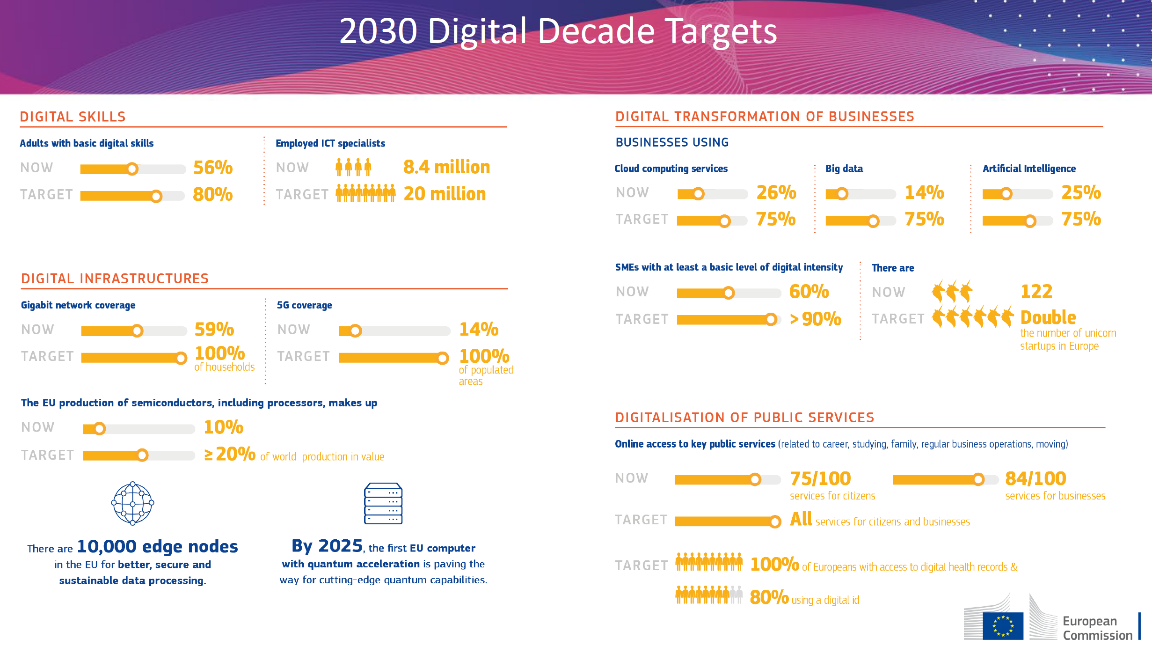 2030 Digital Decade Targets
DIGITAL SKILLS
Adults with basic digital skills
NOW 56%
TARGET 80%
Employed ICT specialists
NOW 8.4 million
TARGET 20 million
DIGITAL INFRASTRUCTURES
Gigabit network coverage
NOW 59%
TARGET 100%
of households
5G coverage
NOW 14%
TARGET 100%
of populated
areas
The EU production of semiconductors, including processors, makes up
NOW 10%
TARGET ≥ 20% of world production in value
There are 10,000 edge nodes
in the EU for better, secure and
sustainable data processing.
By 2025, the first EU computer
with quantum acceleration is paving the
way for cutting-edge quantum capabilities.
DIGITAL TRANSFORMATION OF BUSINESSES
BUSINESSES USING
Cloud computing services
NOW 26%
TARGET 75%
Big data
14%
75%
Artificial Intelligence
25%
75%
SMEs with at least a basic level of digital intensity
NOW 60%
TARGET > 90%
There are
NOW 122
TARGET Double
the number of unicorn
startups in Europe
DIGITALISATION OF PUBLIC SERVICES
Online access to key public services (related to career, studying, family, regular business operations, moving)
NOW 75/100 84/100
services for citizens services for businesses
TARGET All services for citizens and businesses
TARGET 100% of Europeans with access to digital health records &
80% using a digital id
European
Commission